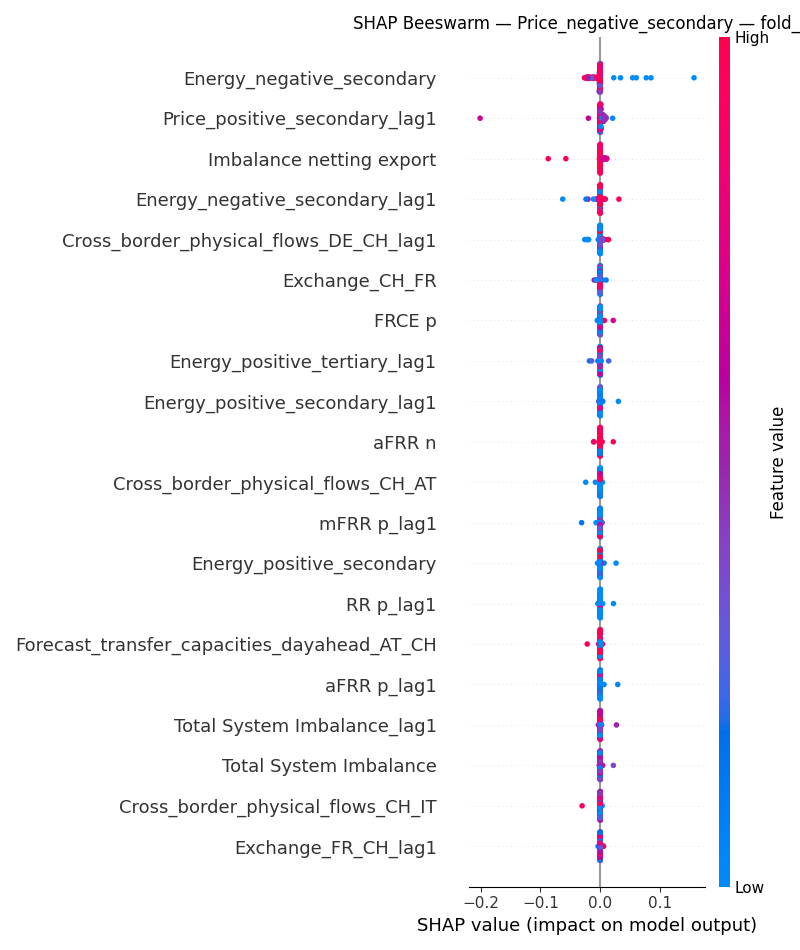 SHAP Beeswarm — Price_negative_secondary — fold_
High
Energy_negative_secondary
Price_positive_secondary_lag1
Imbalance netting export
Energy_negative_secondary_lag1
Cross_border_physical_flows_DE_CH_lag1
Exchange_CH_FR
FRCE p
Energy_positive_tertiary_lag1
Energy_positive_secondary_lag1
aFRR n
Cross_border_physical_flows_CH_AT
mFRR p_lag1
Energy_positive_secondary
RR p_lag1
Forecast_transfer_capacities_dayahead_AT_CH
aFRR p_lag1
Total System Imbalance_lag1
Total System Imbalance
Cross_border_physical_flows_CH_IT
Exchange_FR_CH_lag1
Feature value
Low
−0.2 −0.1 0.0 0.1
SHAP value (impact on model output)